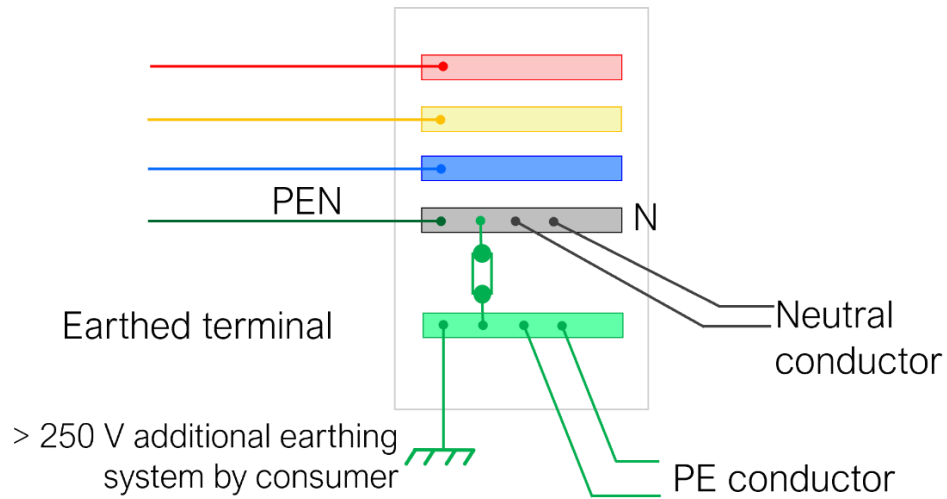 PEN
N
Earthed terminal
Neutral
conductor
> 250 V additional earthing
system by consumer
PE conductor